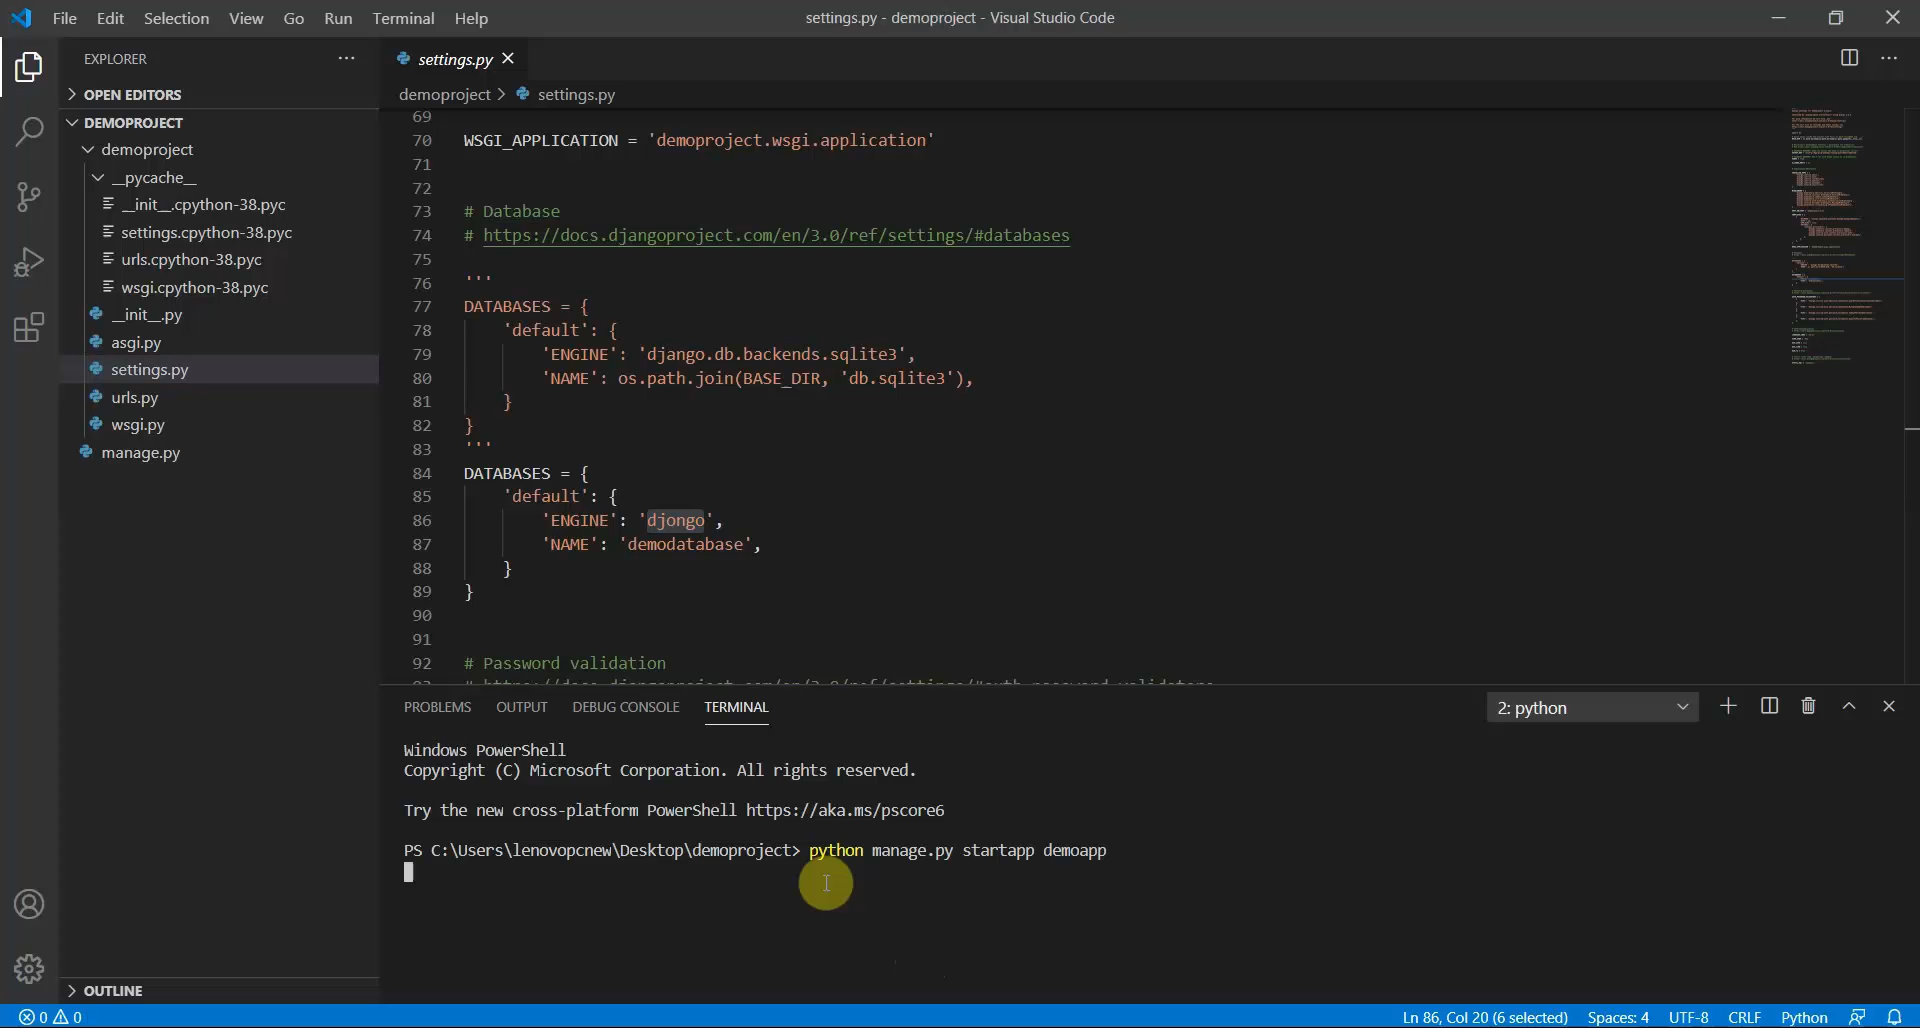 File Edit Selection View Go Run Terminal Help
settings.py - demoproject - Visual Studio Code
EXPLORER
OPEN EDITORS
DEMOPROJECT
demoproject
__pycache__
__init__.cpython-38.pyc
settings.cpython-38.pyc
urls.cpython-38.pyc
wsgi.cpython-38.pyc
__init__.py
asgi.py
settings.py
urls.py
wsgi.py
manage.py
OUTLINE
settings.py
demoproject > settings.py
69
70 WSGI_APPLICATION = 'demoproject.wsgi.application'
71
72
73 # Database
74 # https://docs.djangoproject.com/en/3.0/ref/settings/#databases
75
76 '''
77 DATABASES = {
78 'default': {
79 'ENGINE': 'django.db.backends.sqlite3',
80 'NAME': os.path.join(BASE_DIR, 'db.sqlite3'),
81 }
82 }
83 '''
84 DATABASES = {
85 'default': {
86 'ENGINE': 'djongo',
87 'NAME': 'demodatabase',
88 }
89 }
90
91
92 # Password validation
PROBLEMS OUTPUT DEBUG CONSOLE TERMINAL
2: python
Windows PowerShell
Copyright (C) Microsoft Corporation. All rights reserved.
Try the new cross-platform PowerShell https://aka.ms/pscore6
PS C:\Users\lenovopcnew\Desktop\demoproject> python manage.py startapp demoapp
0 0
Ln 86, Col 20 (6 selected) Spaces: 4 UTF-8 CRLF Python